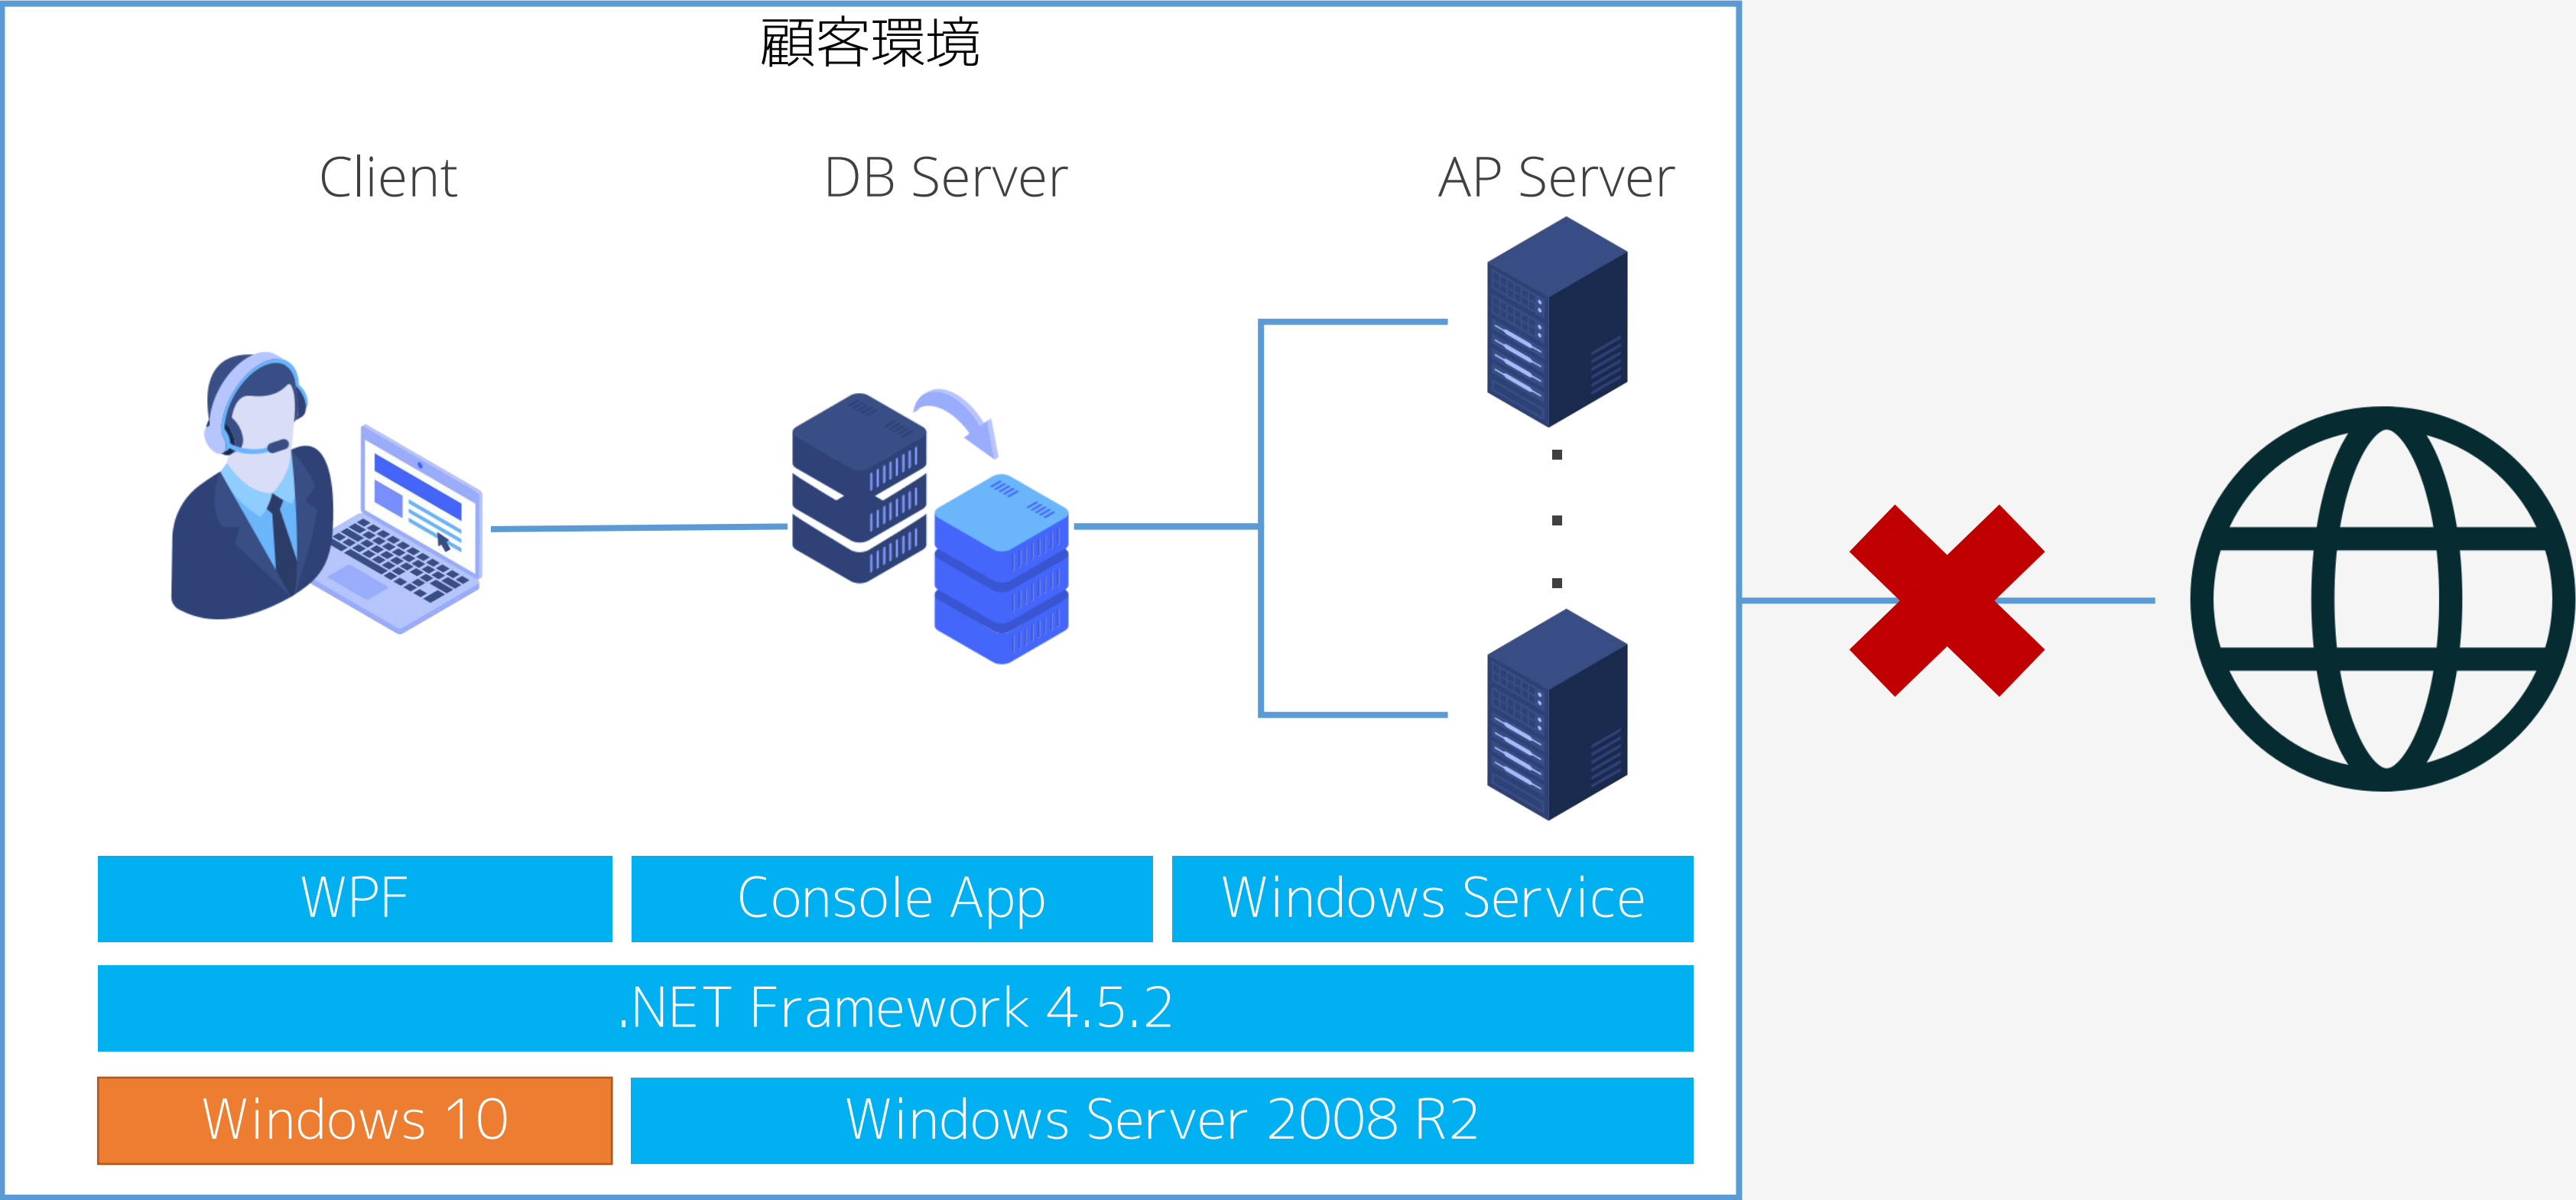 顧客環境
Client
DB Server
AP Server
WPF
Console App
Windows Service
.NET Framework 4.5.2
Windows 10
Windows Server 2008 R2